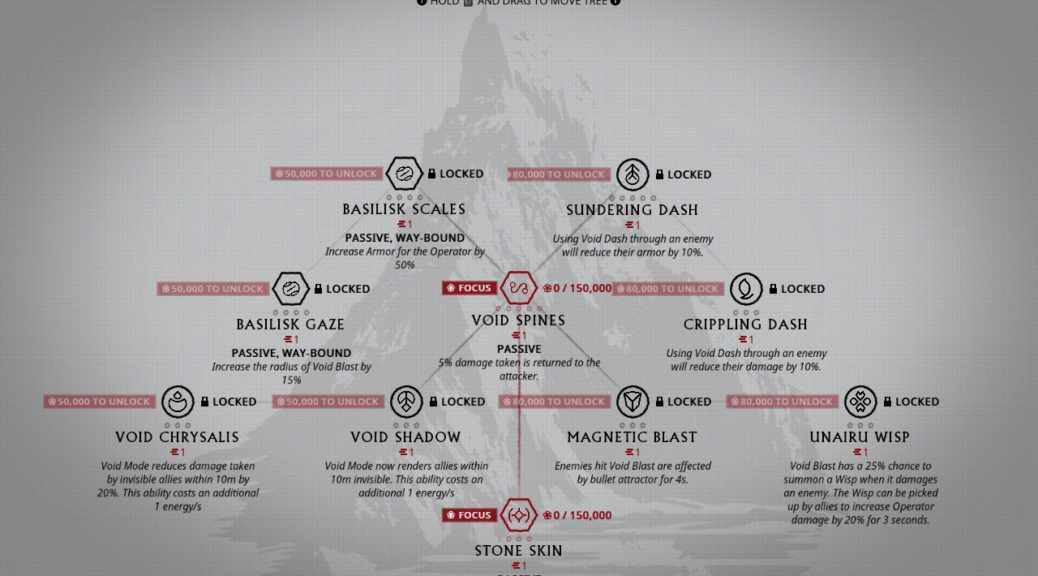 HOLD AND DRAG TO MOVE TREE
50,000 TO UNLOCK
LOCKED
BASILISK SCALES
1
PASSIVE, WAY-BOUND
Increase Armor for the Operator by
50%
80,000 TO UNLOCK
LOCKED
SUNDERING DASH
1
Using Void Dash through an enemy
will reduce their armor by 10%.
50,000 TO UNLOCK
LOCKED
BASILISK GAZE
1
PASSIVE, WAY-BOUND
Increase the radius of Void Blast by
15%
FOCUS
0 / 150,000
VOID SPINES
1
PASSIVE
5% damage taken is returned to the
attacker.
80,000 TO UNLOCK
LOCKED
CRIPPLING DASH
1
Using Void Dash through an enemy
will reduce their damage by 10%.
50,000 TO UNLOCK
LOCKED
VOID CHRYSALIS
1
Void Mode reduces damage taken
by invisible allies within 10m by
20%. This ability costs an additional
1 energy/s
50,000 TO UNLOCK
LOCKED
VOID SHADOW
1
Void Mode now renders allies within
10m invisible. This ability costs an
additional 1 energy/s
80,000 TO UNLOCK
LOCKED
MAGNETIC BLAST
1
Enemies hit Void Blast are affected
by bullet attractor for 4s.
80,000 TO UNLOCK
LOCKED
UNAIRU WISP
1
Void Blast has a 25% chance to
summon a Wisp when it damages
an enemy. The Wisp can be picked
up by allies to increase Operator
damage by 20% for 3 seconds.
FOCUS
0 / 150,000
STONE SKIN
1